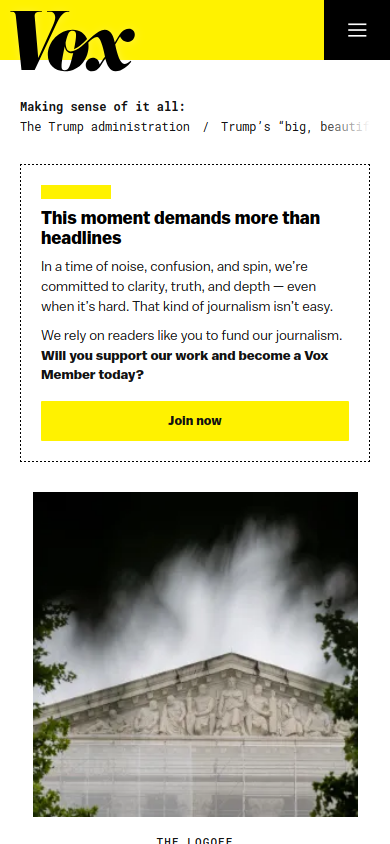 Vox
Making sense of it all:
The Trump administration / Trump's “big, beauti
This moment demands more than
headlines
In a time of noise, confusion, and spin, we're
committed to clarity, truth, and depth — even
when it's hard. That kind of journalism isn't easy.
We rely on readers like you to fund our journalism.
Will you support our work and become a Vox
Member today?
Join now
THE LOGOFF